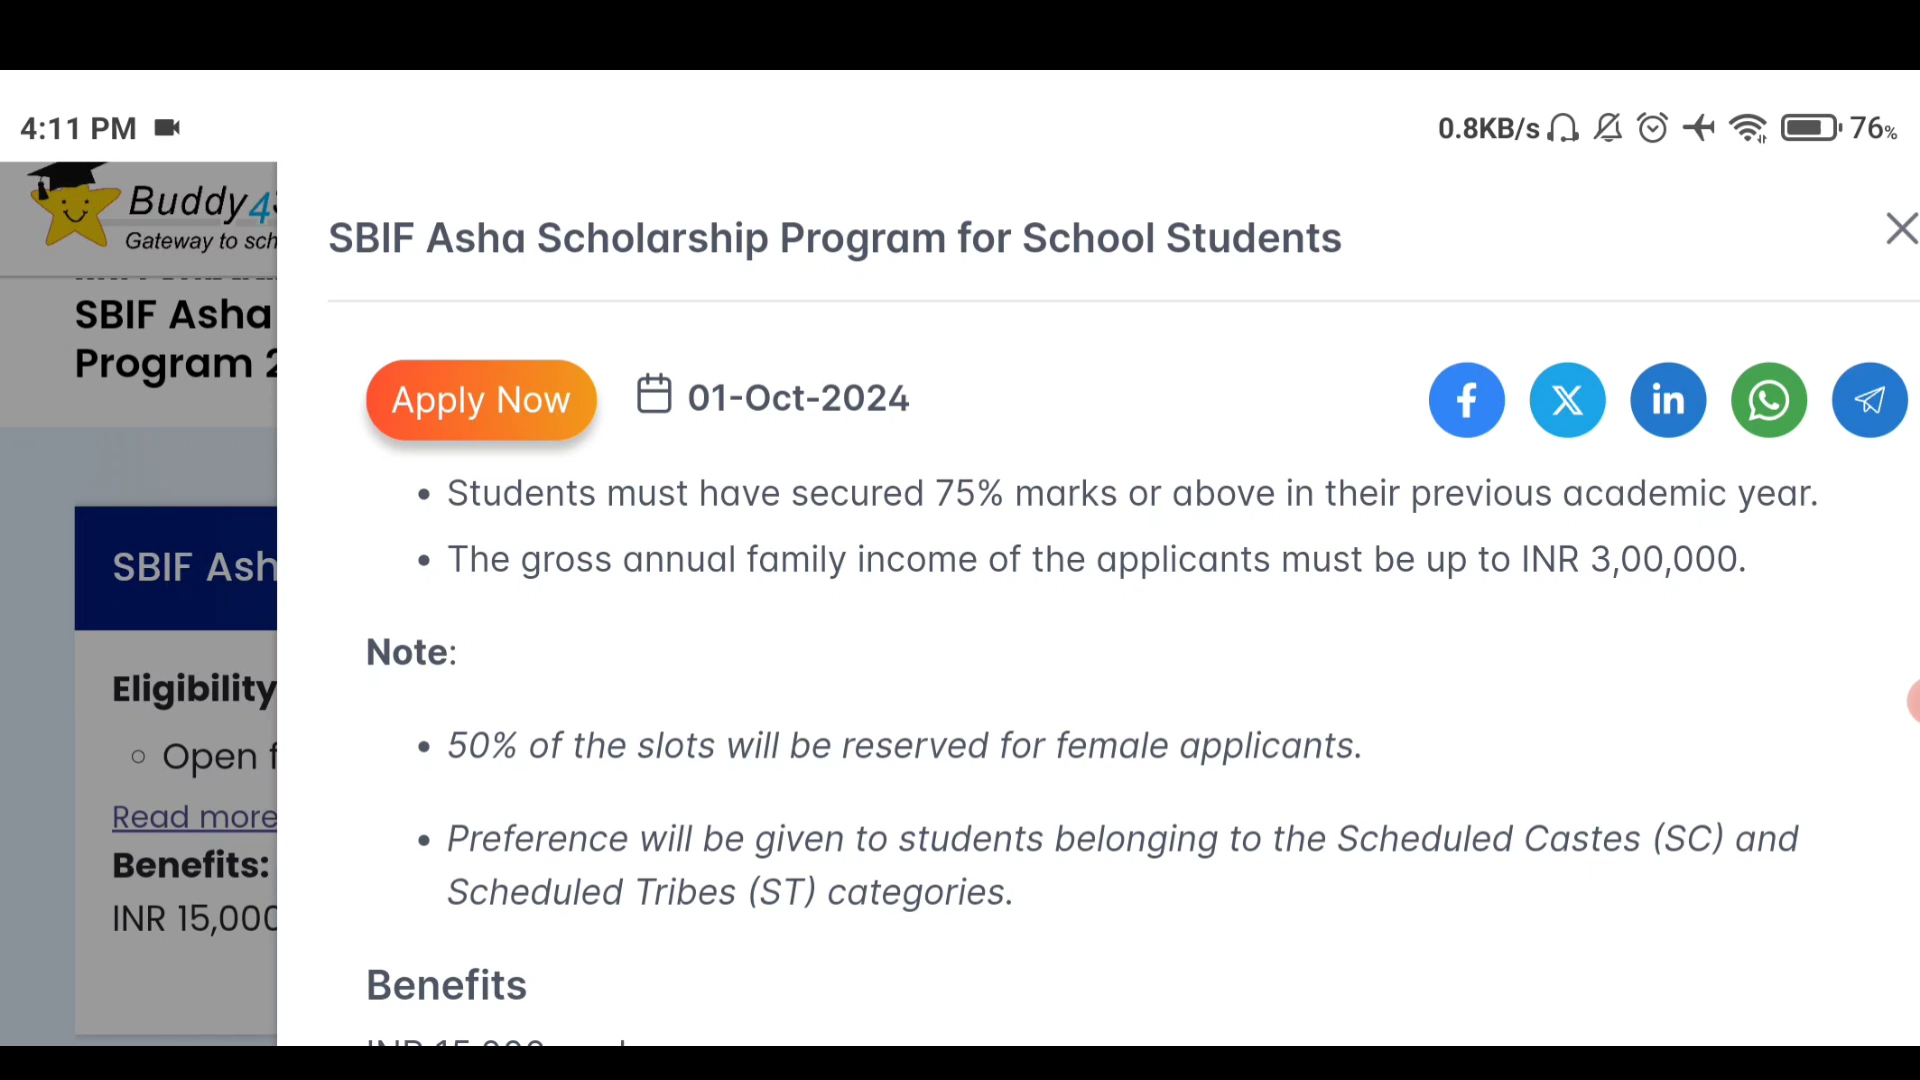 4:11 PM
0.8KB/s
76%
Buddy4
Gateway to sch
SBIF Asha
Program 2
SBIF Ash
Eligibility
Open f
Read more
Benefits:
INR 15,000
SBIF Asha Scholarship Program for School Students
Apply Now
01-Oct-2024
• Students must have secured 75% marks or above in their previous academic year.
• The gross annual family income of the applicants must be up to INR 3,00,000.
Note:
• 50% of the slots will be reserved for female applicants.
• Preference will be given to students belonging to the Scheduled Castes (SC) and
Scheduled Tribes (ST) categories.
Benefits
INR 15,000